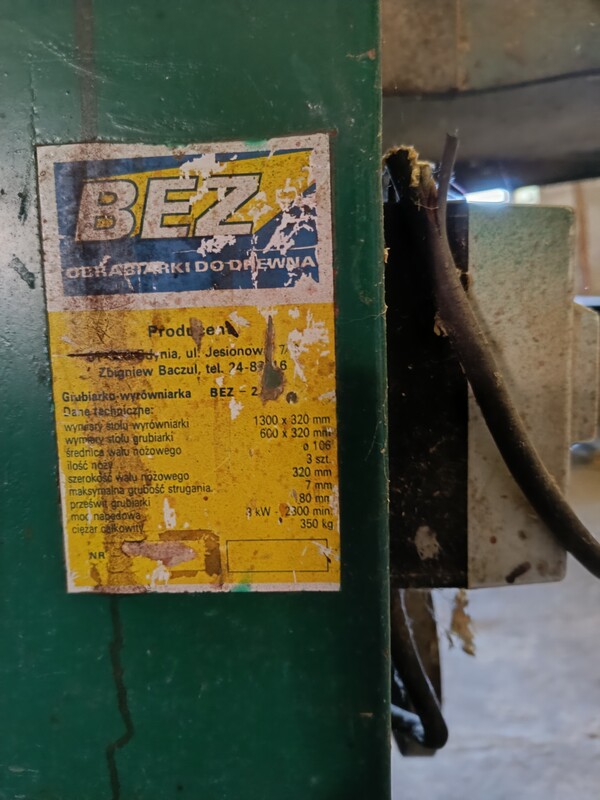 BEZ
OBRABIARKI DO DREWNA
Producent
ul. Jesionowa 7
Zbigniew Baczul, tel.
Grubiarko-wyrówniarka BEZ – 2
Dane techniczne:
wymiary stołu wyrówniarki 1300 x 320 mm
wymiary stołu grubiarki 600 x 320 mm
średnica wału nożowego ø 106
ilość noży 3 szt.
szerokość wału nożowego 320 mm
maksymalna grubość strugania 7 mm
prześwit grubiarki 80 mm
moc napędowa 3 kW - 2300 min
ciężar całkowity 350 kg
NR